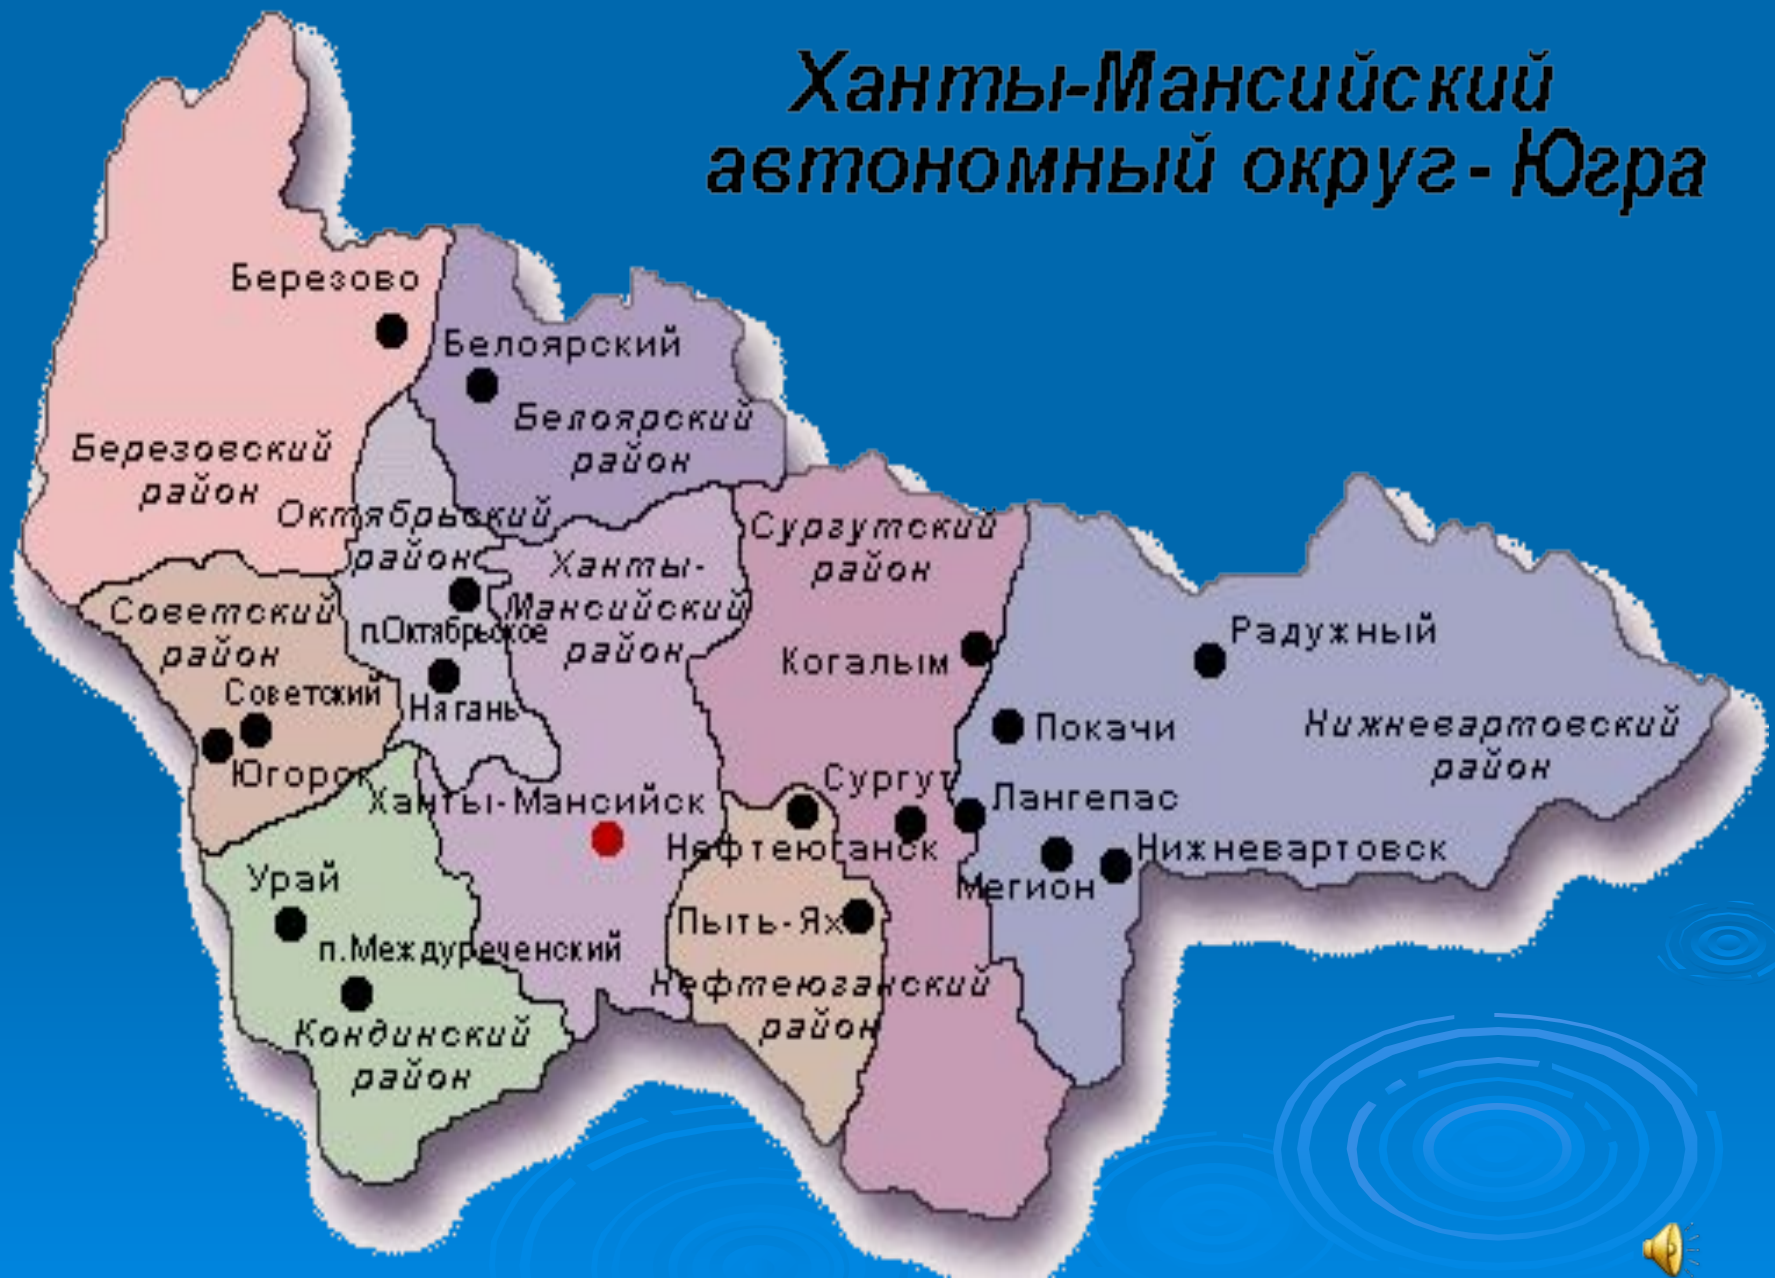 Ханты-Мансийский
автономный округ - Югра
Березово
Белоярский
Белоярский
район
Березовский
район
Октябрьский
район
Ханты-
Мансийский
район
Сургутский
район
Советский
район
п.Октябрьское
Радужный
Когалым
Советский
Нягань
Покачи
Нижневартовский
район
Югорск
Ханты-Мансийск
Сургут
Лангепас
Нефтеюганск
Нижневартовск
Урай
Мегион
Пыть-Ях
п.Междуреченский
Нефтеюганский
район
Кондинский
район